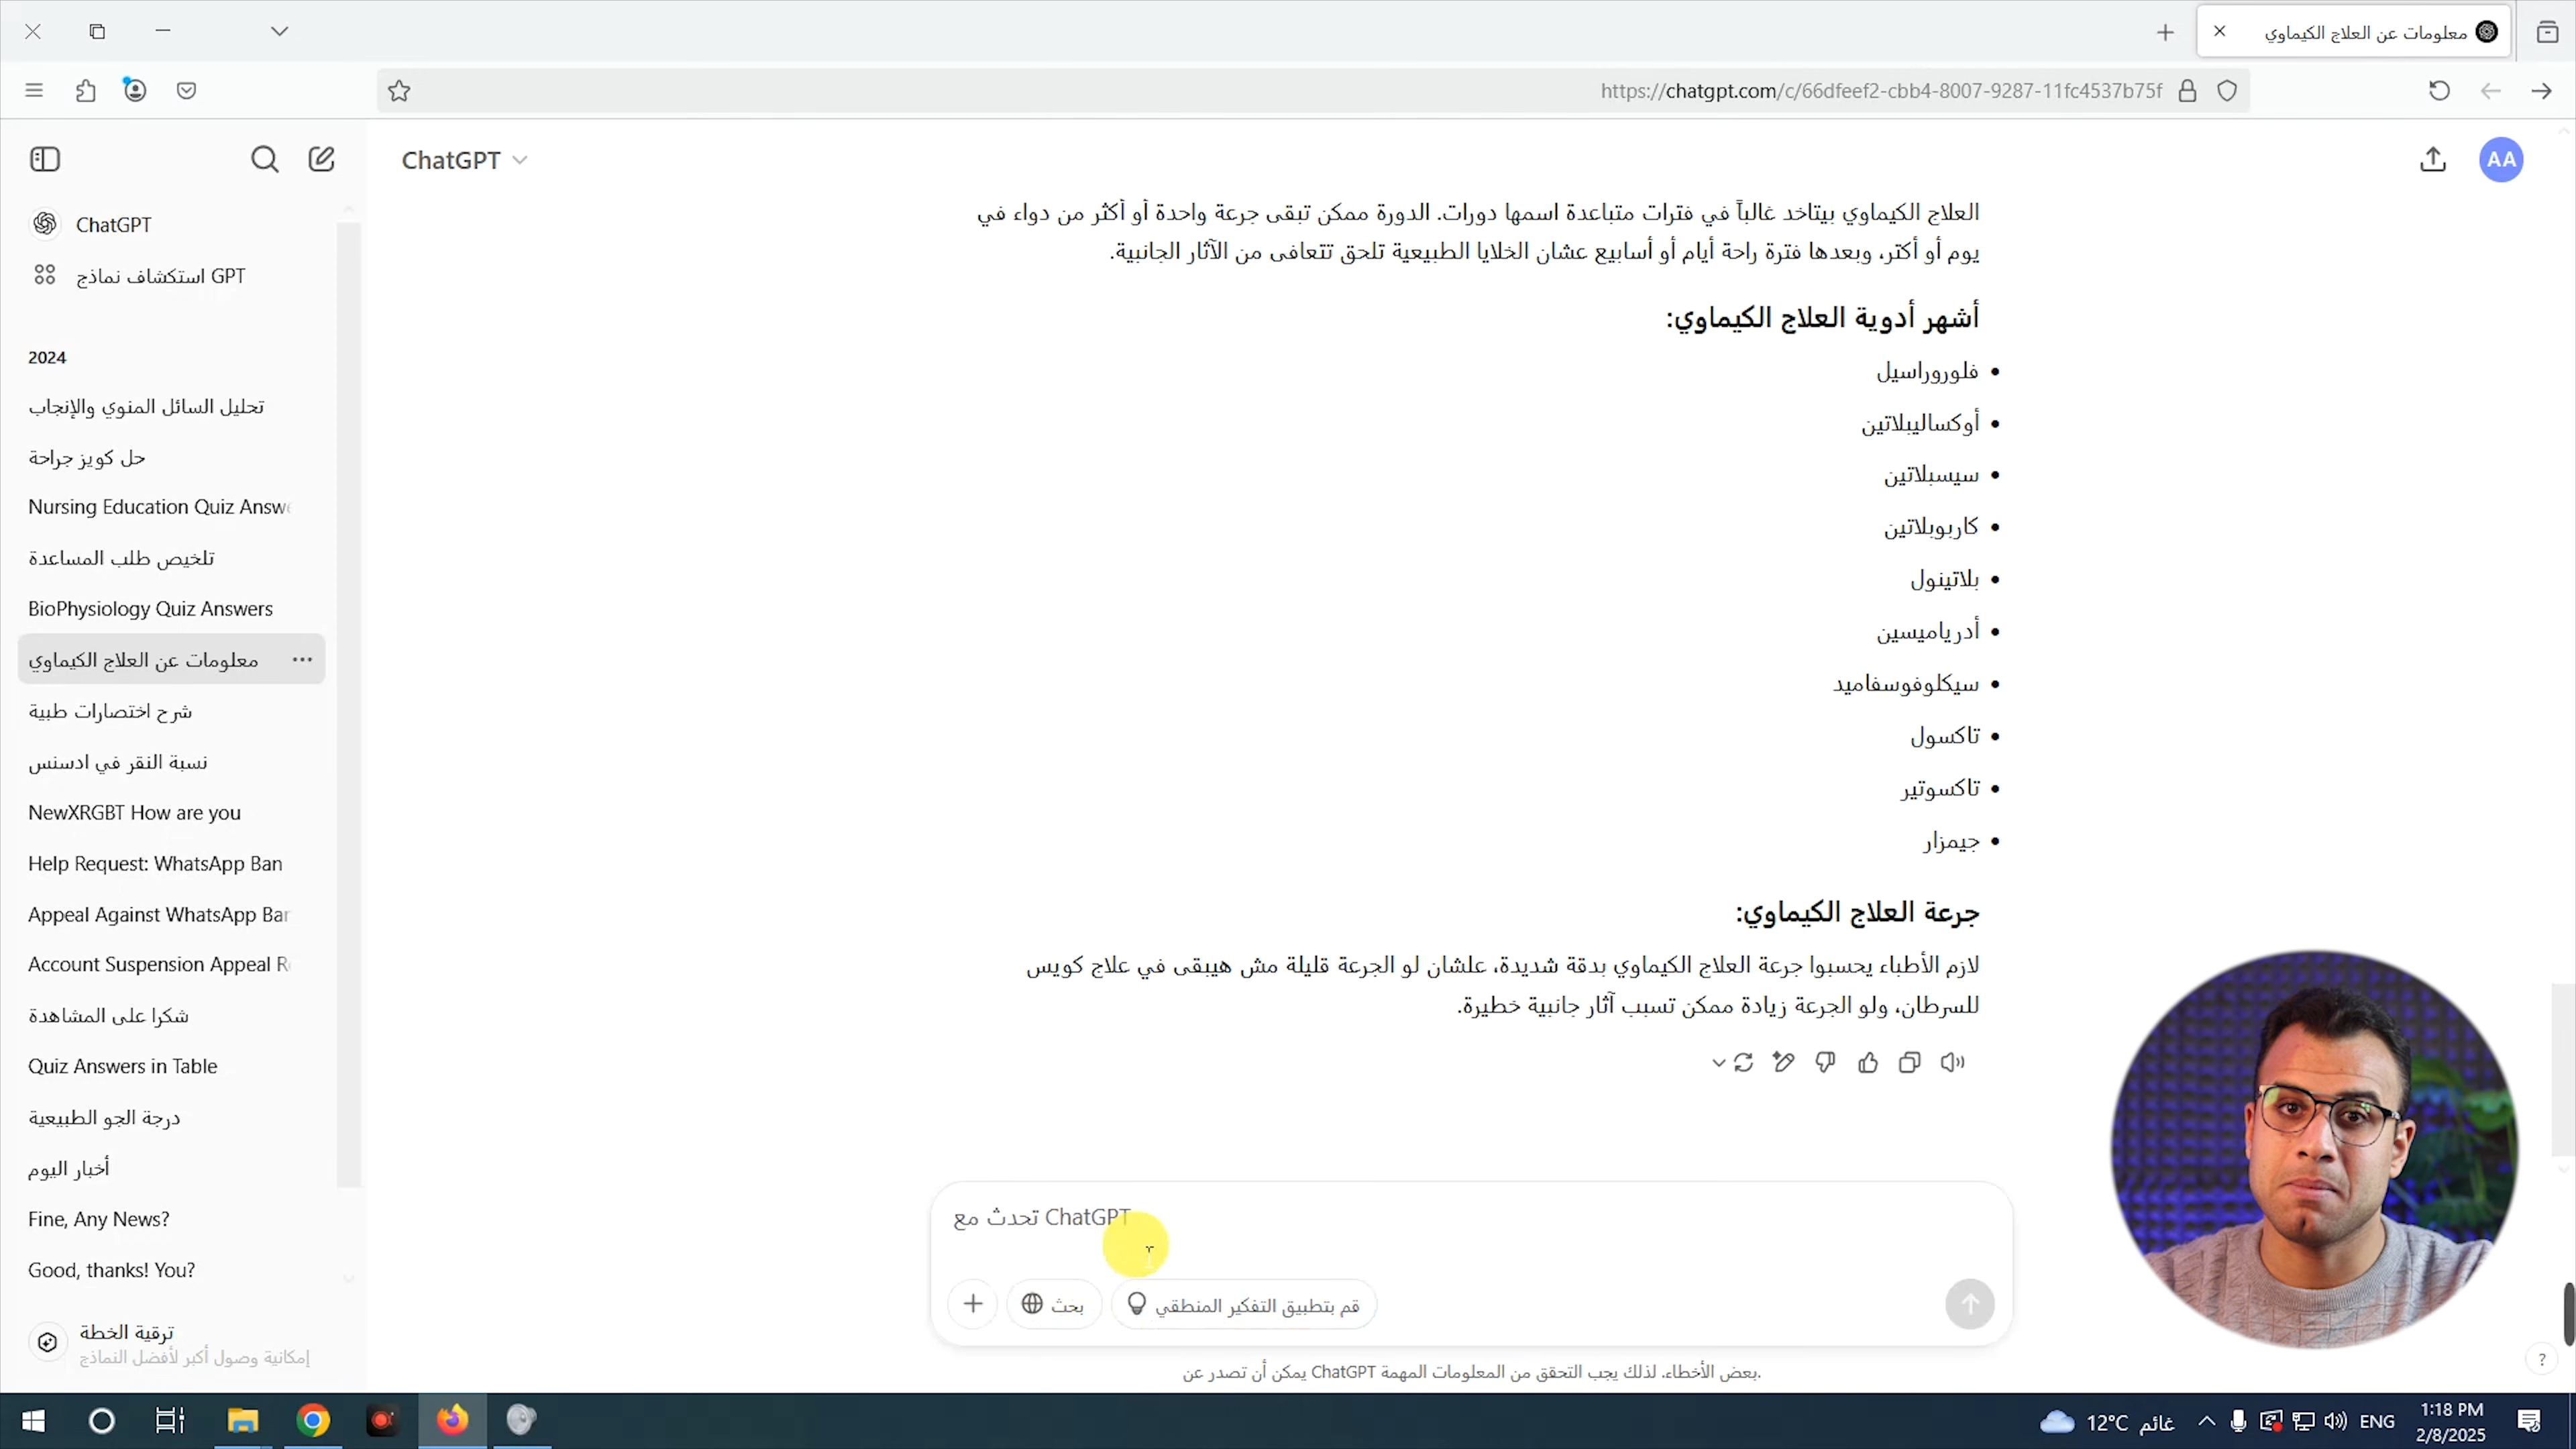 معلومات عن العلاج الكيماوي
https://chatgpt.com/c/66dfeef2-cbb4-8007-9287-11fc4537b75f
ChatGPT
AA
ChatGPT
استكشاف نماذج GPT
2024
تحليل السائل المنوي والإنجاب
حل كويز جراحة
Nursing Education Quiz Answe
تلخيص طلب المساعدة
BioPhysiology Quiz Answers
معلومات عن العلاج الكيماوي
شرح اختصارات طبية
نسبة النقر في ادسنس
NewXRGBT How are you
Help Request: WhatsApp Ban
Appeal Against WhatsApp Ban
Account Suspension Appeal R
شكرا على المشاهدة
Quiz Answers in Table
درجة الجو الطبيعية
أخبار اليوم
Fine, Any News?
Good, thanks! You?
ترقية الخطة
إمكانية وصول أكبر لأفضل النماذج
العلاج الكيماوي بيتاخد غالباً في فترات متباعدة اسمها دورات. الدورة ممكن تبقى جرعة واحدة أو أكثر من دواء في
يوم أو أكتر، وبعدها فترة راحة أيام أو أسابيع عشان الخلايا الطبيعية تلحق تتعافى من الآثار الجانبية.
أشهر أدوية العلاج الكيماوي:
• فلوروراسيل
• أوكساليبلاتين
• سيسبلاتين
• كاربوبلاتين
• بلاتينول
• أدرياميسين
• سيكلوفوسفاميد
• تاكسول
• تاكسوتير
• جيمزار
جرعة العلاج الكيماوي:
لازم الأطباء يحسبوا جرعة العلاج الكيماوي بدقة شديدة، علشان لو الجرعة قليلة مش هيبقى في علاج كويس
للسرطان، ولو الجرعة زيادة ممكن تسبب آثار جانبية خطيرة.
تحدث مع ChatGPT
بحث
قم بتطبيق التفكير المنطقي
يمكن أن تصدر عن ChatGPT بعض الأخطاء. لذلك يجب التحقق من المعلومات المهمة.
?
12°C غائم
ENG
1:18 PM
2/8/2025